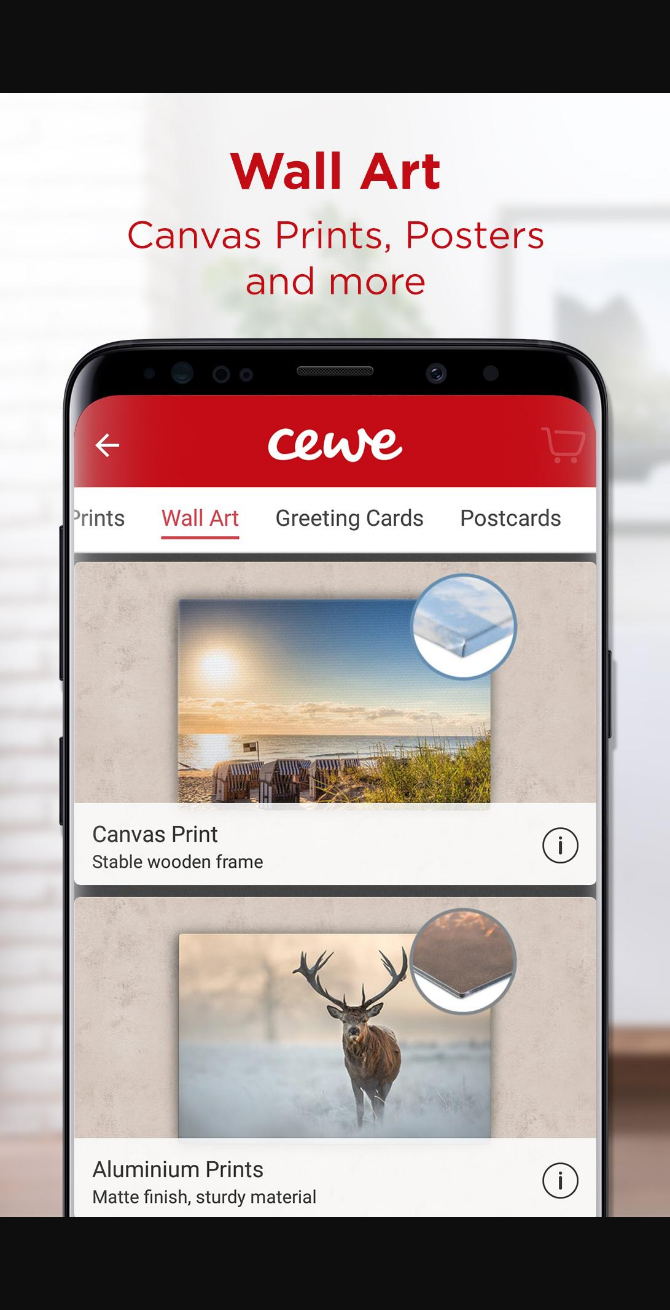 Wall Art
Canvas Prints, Posters
and more
cewe
Prints Wall Art Greeting Cards Postcards
Canvas Print
Stable wooden frame
i
Aluminium Prints
Matte finish, sturdy material
i